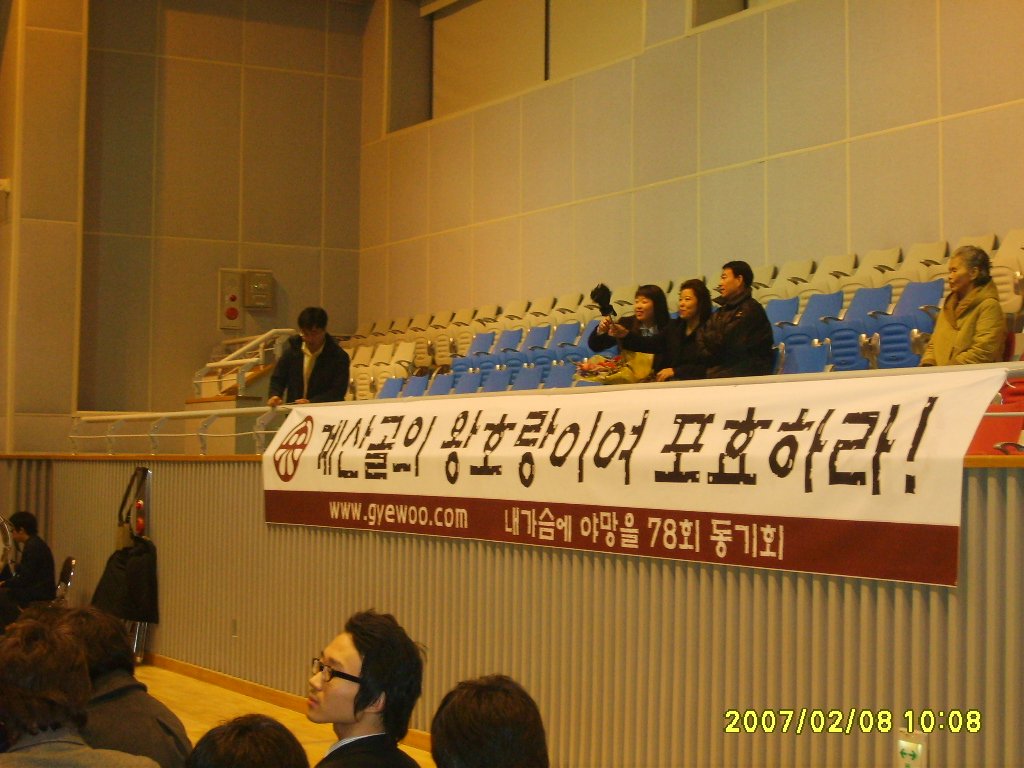 계산골의 왕호랑이여 포효하라!
www.gyewoo.com 내가슴에 야망을 78회 동기회
2007/02/08 10:08